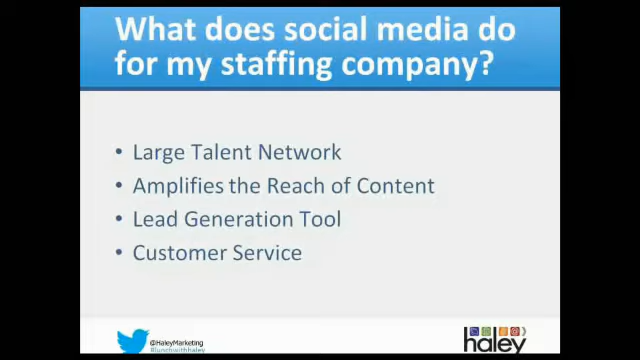 What does social media do
for my staffing company?
• Large Talent Network
• Amplifies the Reach of Content
• Lead Generation Tool
• Customer Service
@HaleyMarketing
#lunchwithhaley
haley